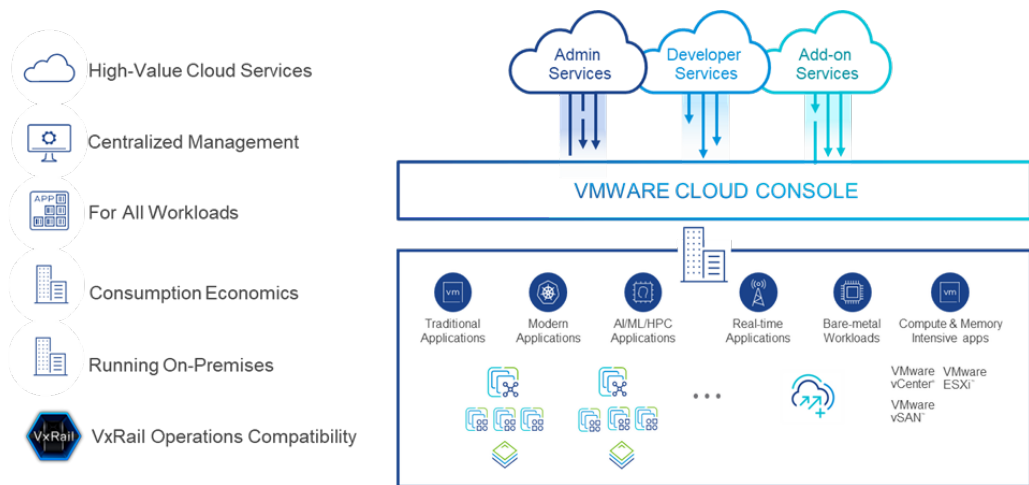 High-Value Cloud Services
Centralized Management
APP
For All Workloads
Consumption Economics
Running On-Premises
VxRail
VxRail Operations Compatibility
Admin
Services
Developer
Services
Add-on
Services
VMWARE CLOUD CONSOLE
vm
Traditional
Applications
Modern
Applications
AI/ML/HPC
Applications
Real-time
Applications
Bare-metal
Workloads
vm
Compute & Memory
Intensive apps
...
VMware
vCenter®
VMware
ESXi™
VMware
vSAN™